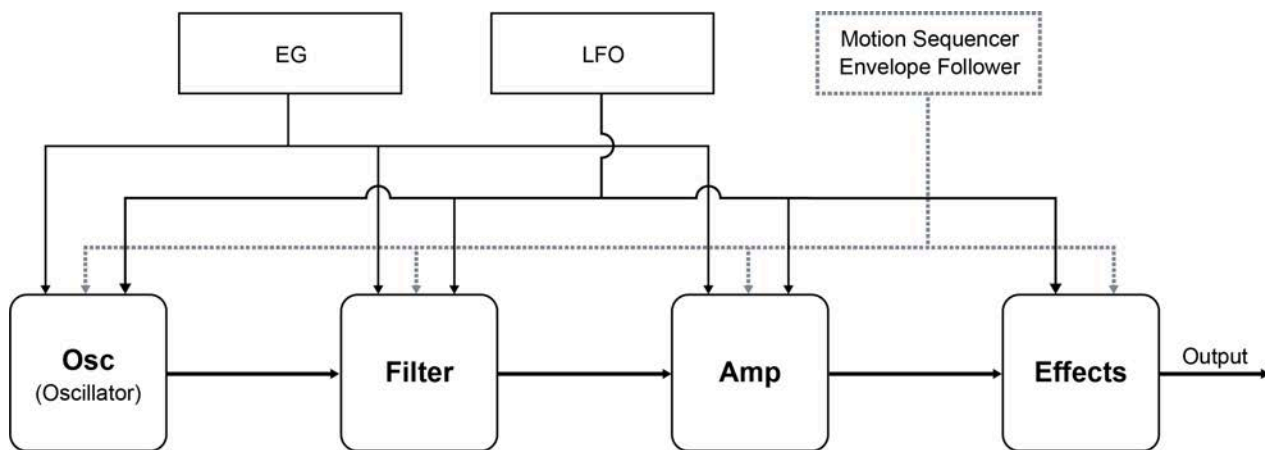 EG
LFO
Motion Sequencer
Envelope Follower
Osc
(Oscillator)
Filter
Amp
Effects
Output